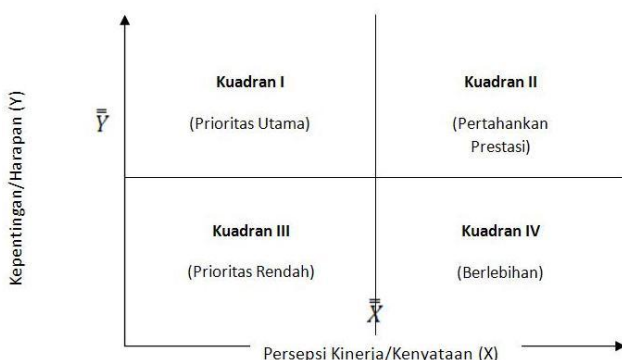 Kepentingan/Harapan (Y)
Kuadran I
(Prioritas Utama)
Kuadran II
(Pertahankan
Prestasi)
Y̿
Kuadran III
(Prioritas Rendah)
Kuadran IV
(Berlebihan)
X̿
Persepsi Kinerja/Kenyataan (X)